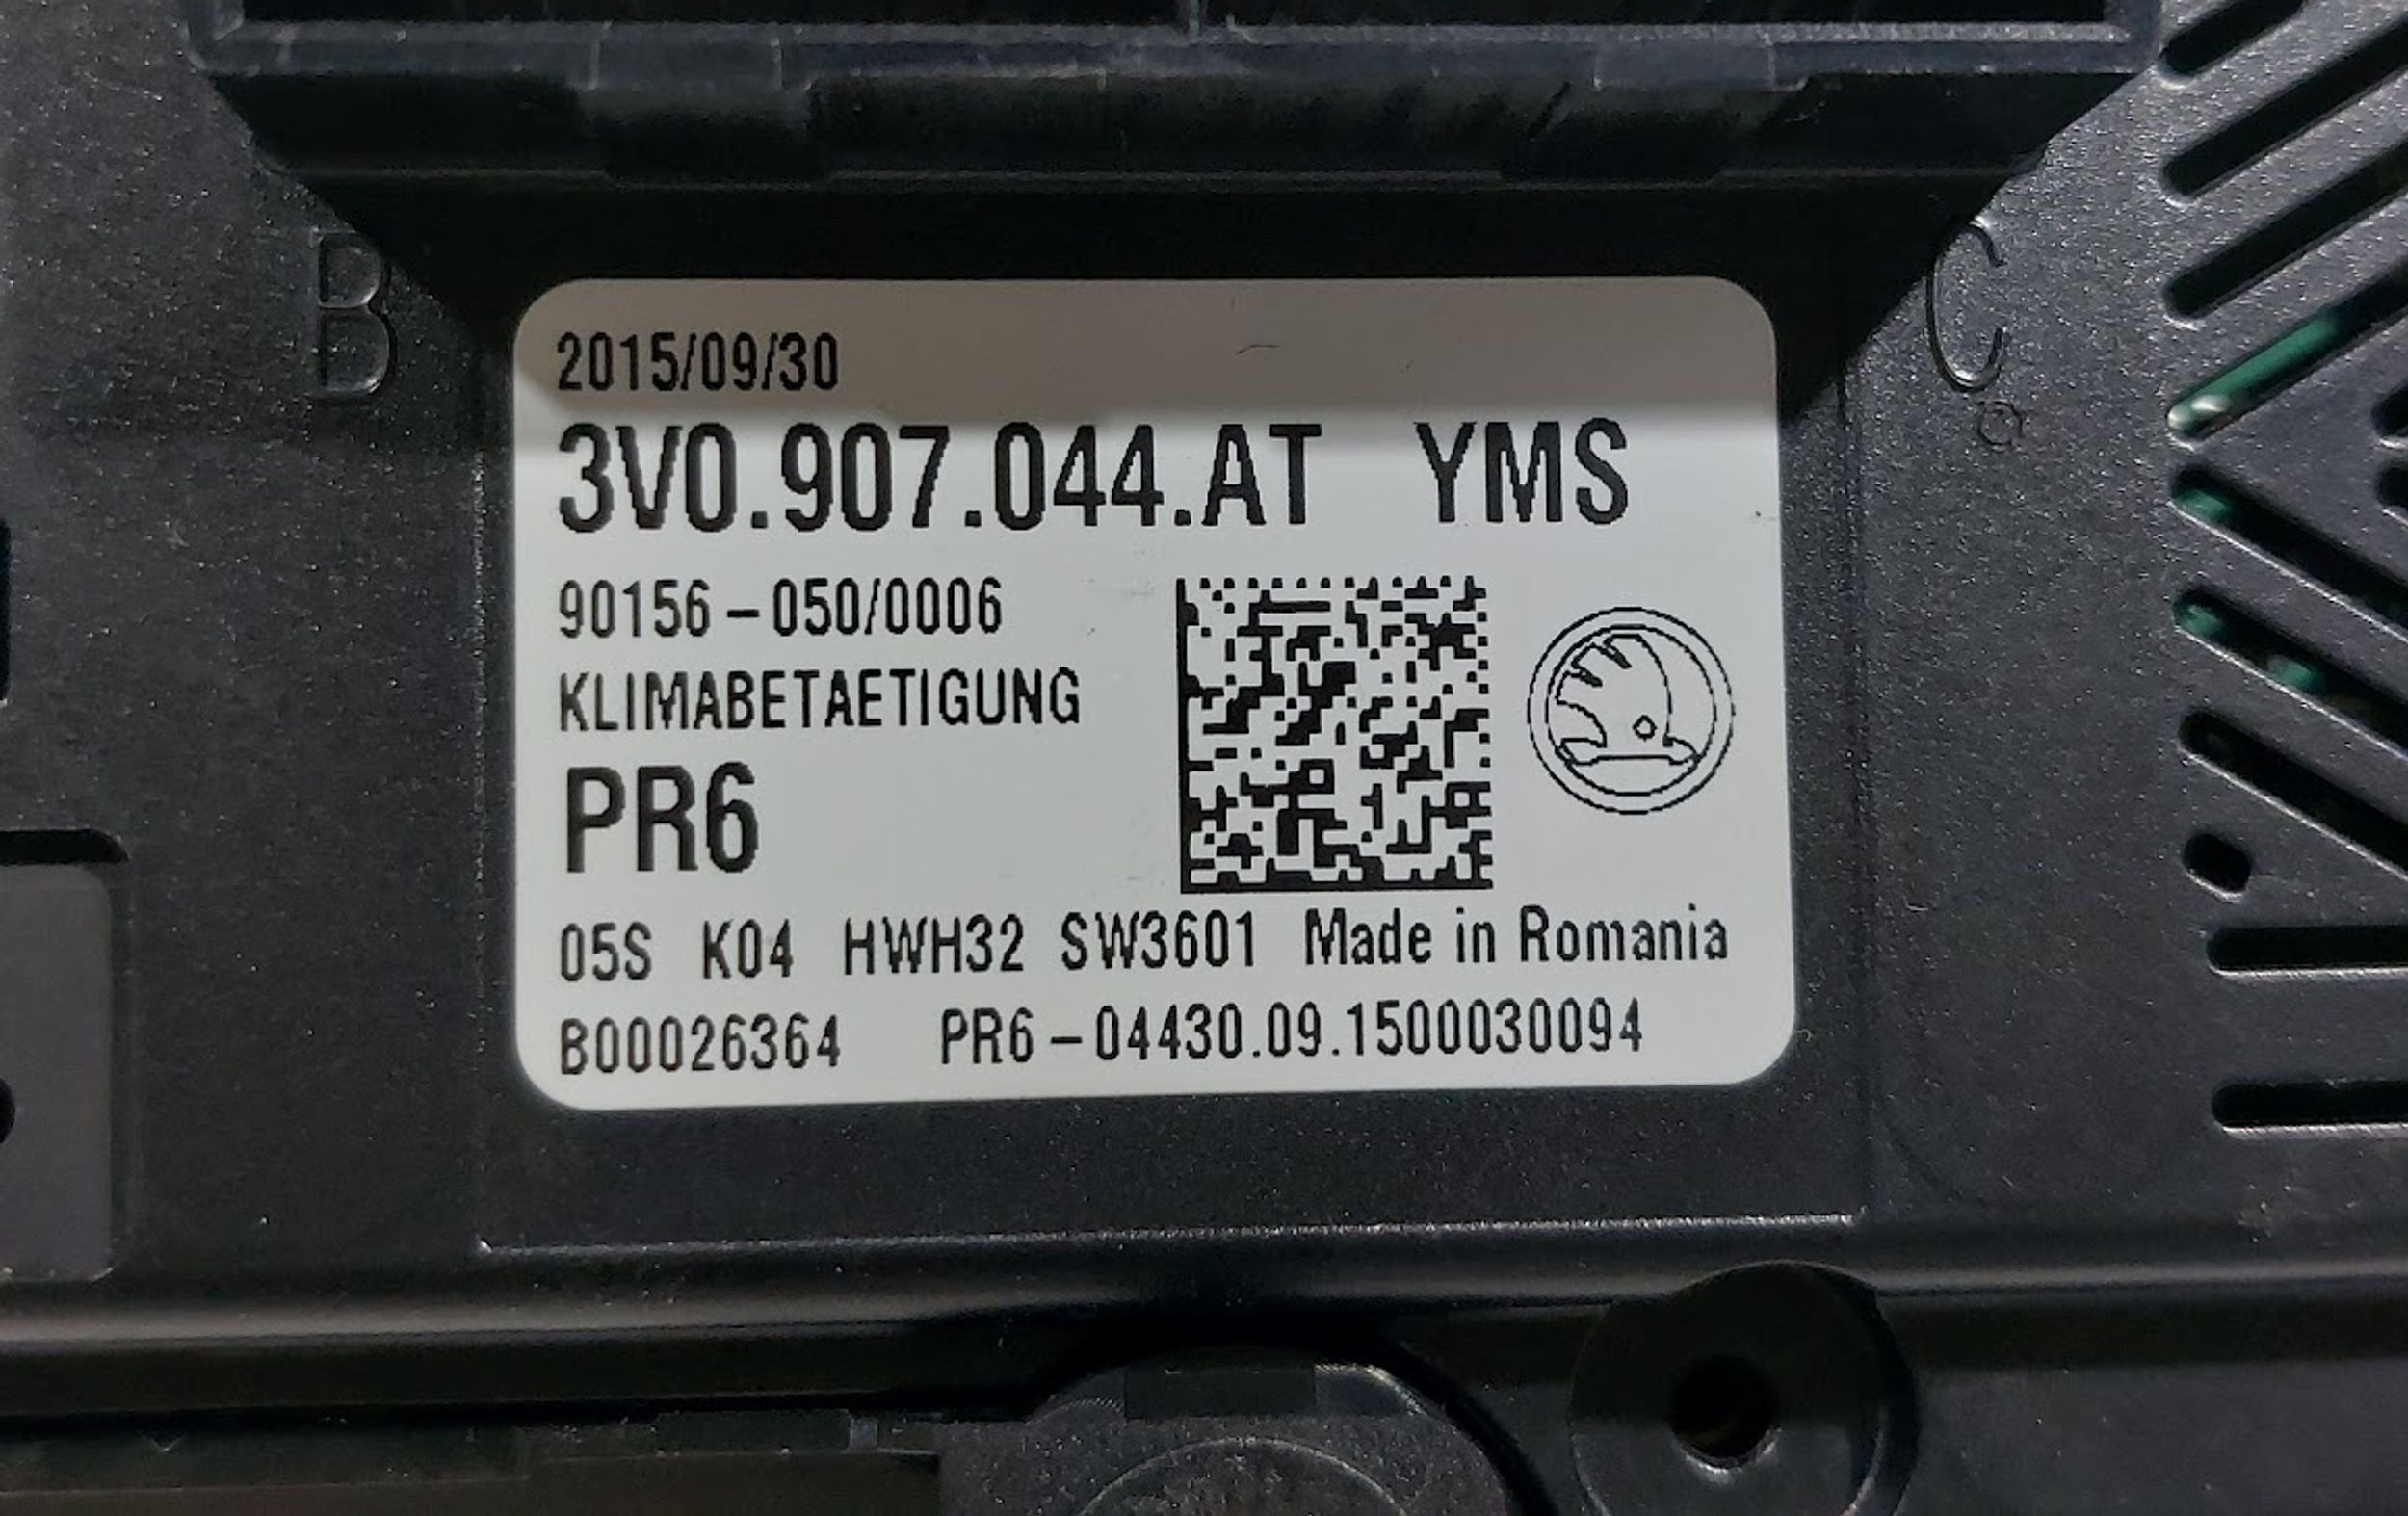 B
C
2015/09/30
3V0.907.044.AT YMS
90156-050/0006
KLIMABETAETIGUNG
PR6
05S K04 HWH32 SW3601 Made in Romania
B00026364 PR6-04430.09.1500030094